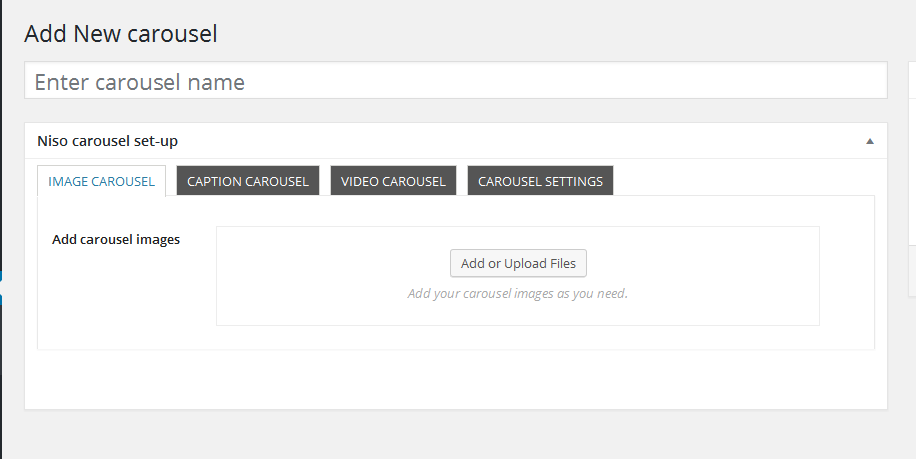 Add New carousel
Enter carousel name
Niso carousel set-up
IMAGE CAROUSEL CAPTION CAROUSEL VIDEO CAROUSEL CAROUSEL SETTINGS
Add carousel images
Add or Upload Files
Add your carousel images as you need.